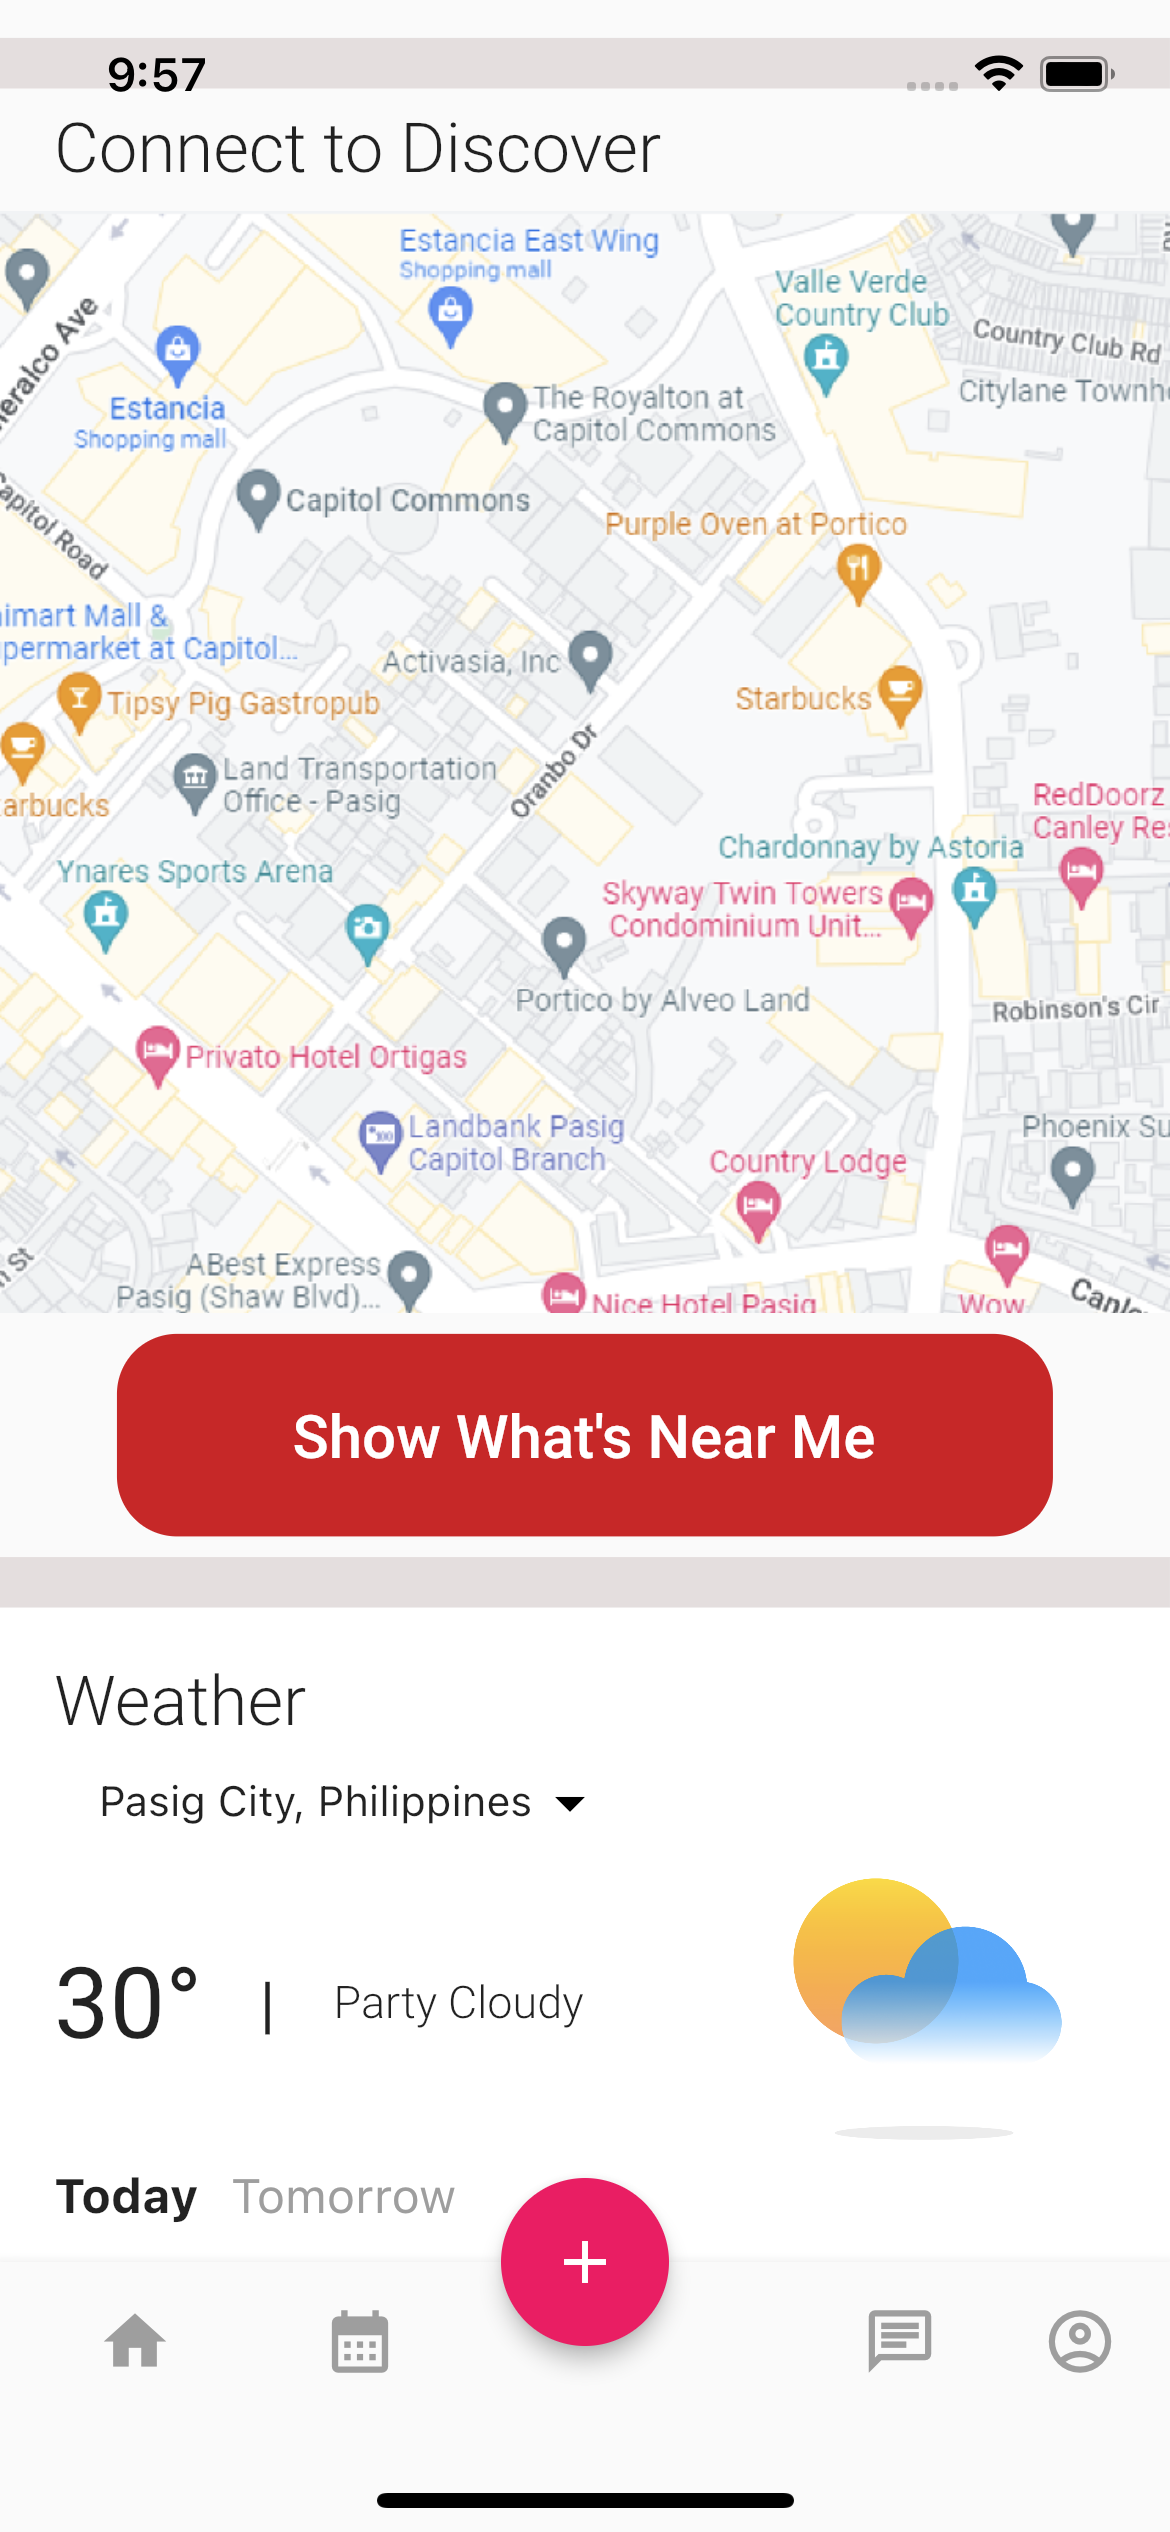 9:57
Connect to Discover
Estancia East Wing
Shopping mall
Valle Verde
Country Club
Country Club Rd
Citylane Townh
eralco Ave
Estancia
Shopping mall
The Royalton at
Capitol Commons
Capitol Commons
Capitol Road
Purple Oven at Portico
imart Mall &
permarket at Capitol...
Activasia, Inc
Starbucks
Tipsy Pig Gastropub
arbucks
Land Transportation
Office - Pasig
Oranbo Dr
RedDoorz
Canley Res
Chardonnay by Astoria
Ynares Sports Arena
Skyway Twin Towers
Condominium Unit...
Portico by Alveo Land
Robinson's Cir
Privato Hotel Ortigas
Landbank Pasig
Capitol Branch
Phoenix Su
Country Lodge
ABest Express
Pasig (Shaw Blvd)...
Nice Hotel Pasig
Wow
Canle
St
Show What's Near Me
Weather
Pasig City, Philippines
30° | Party Cloudy
Today Tomorrow